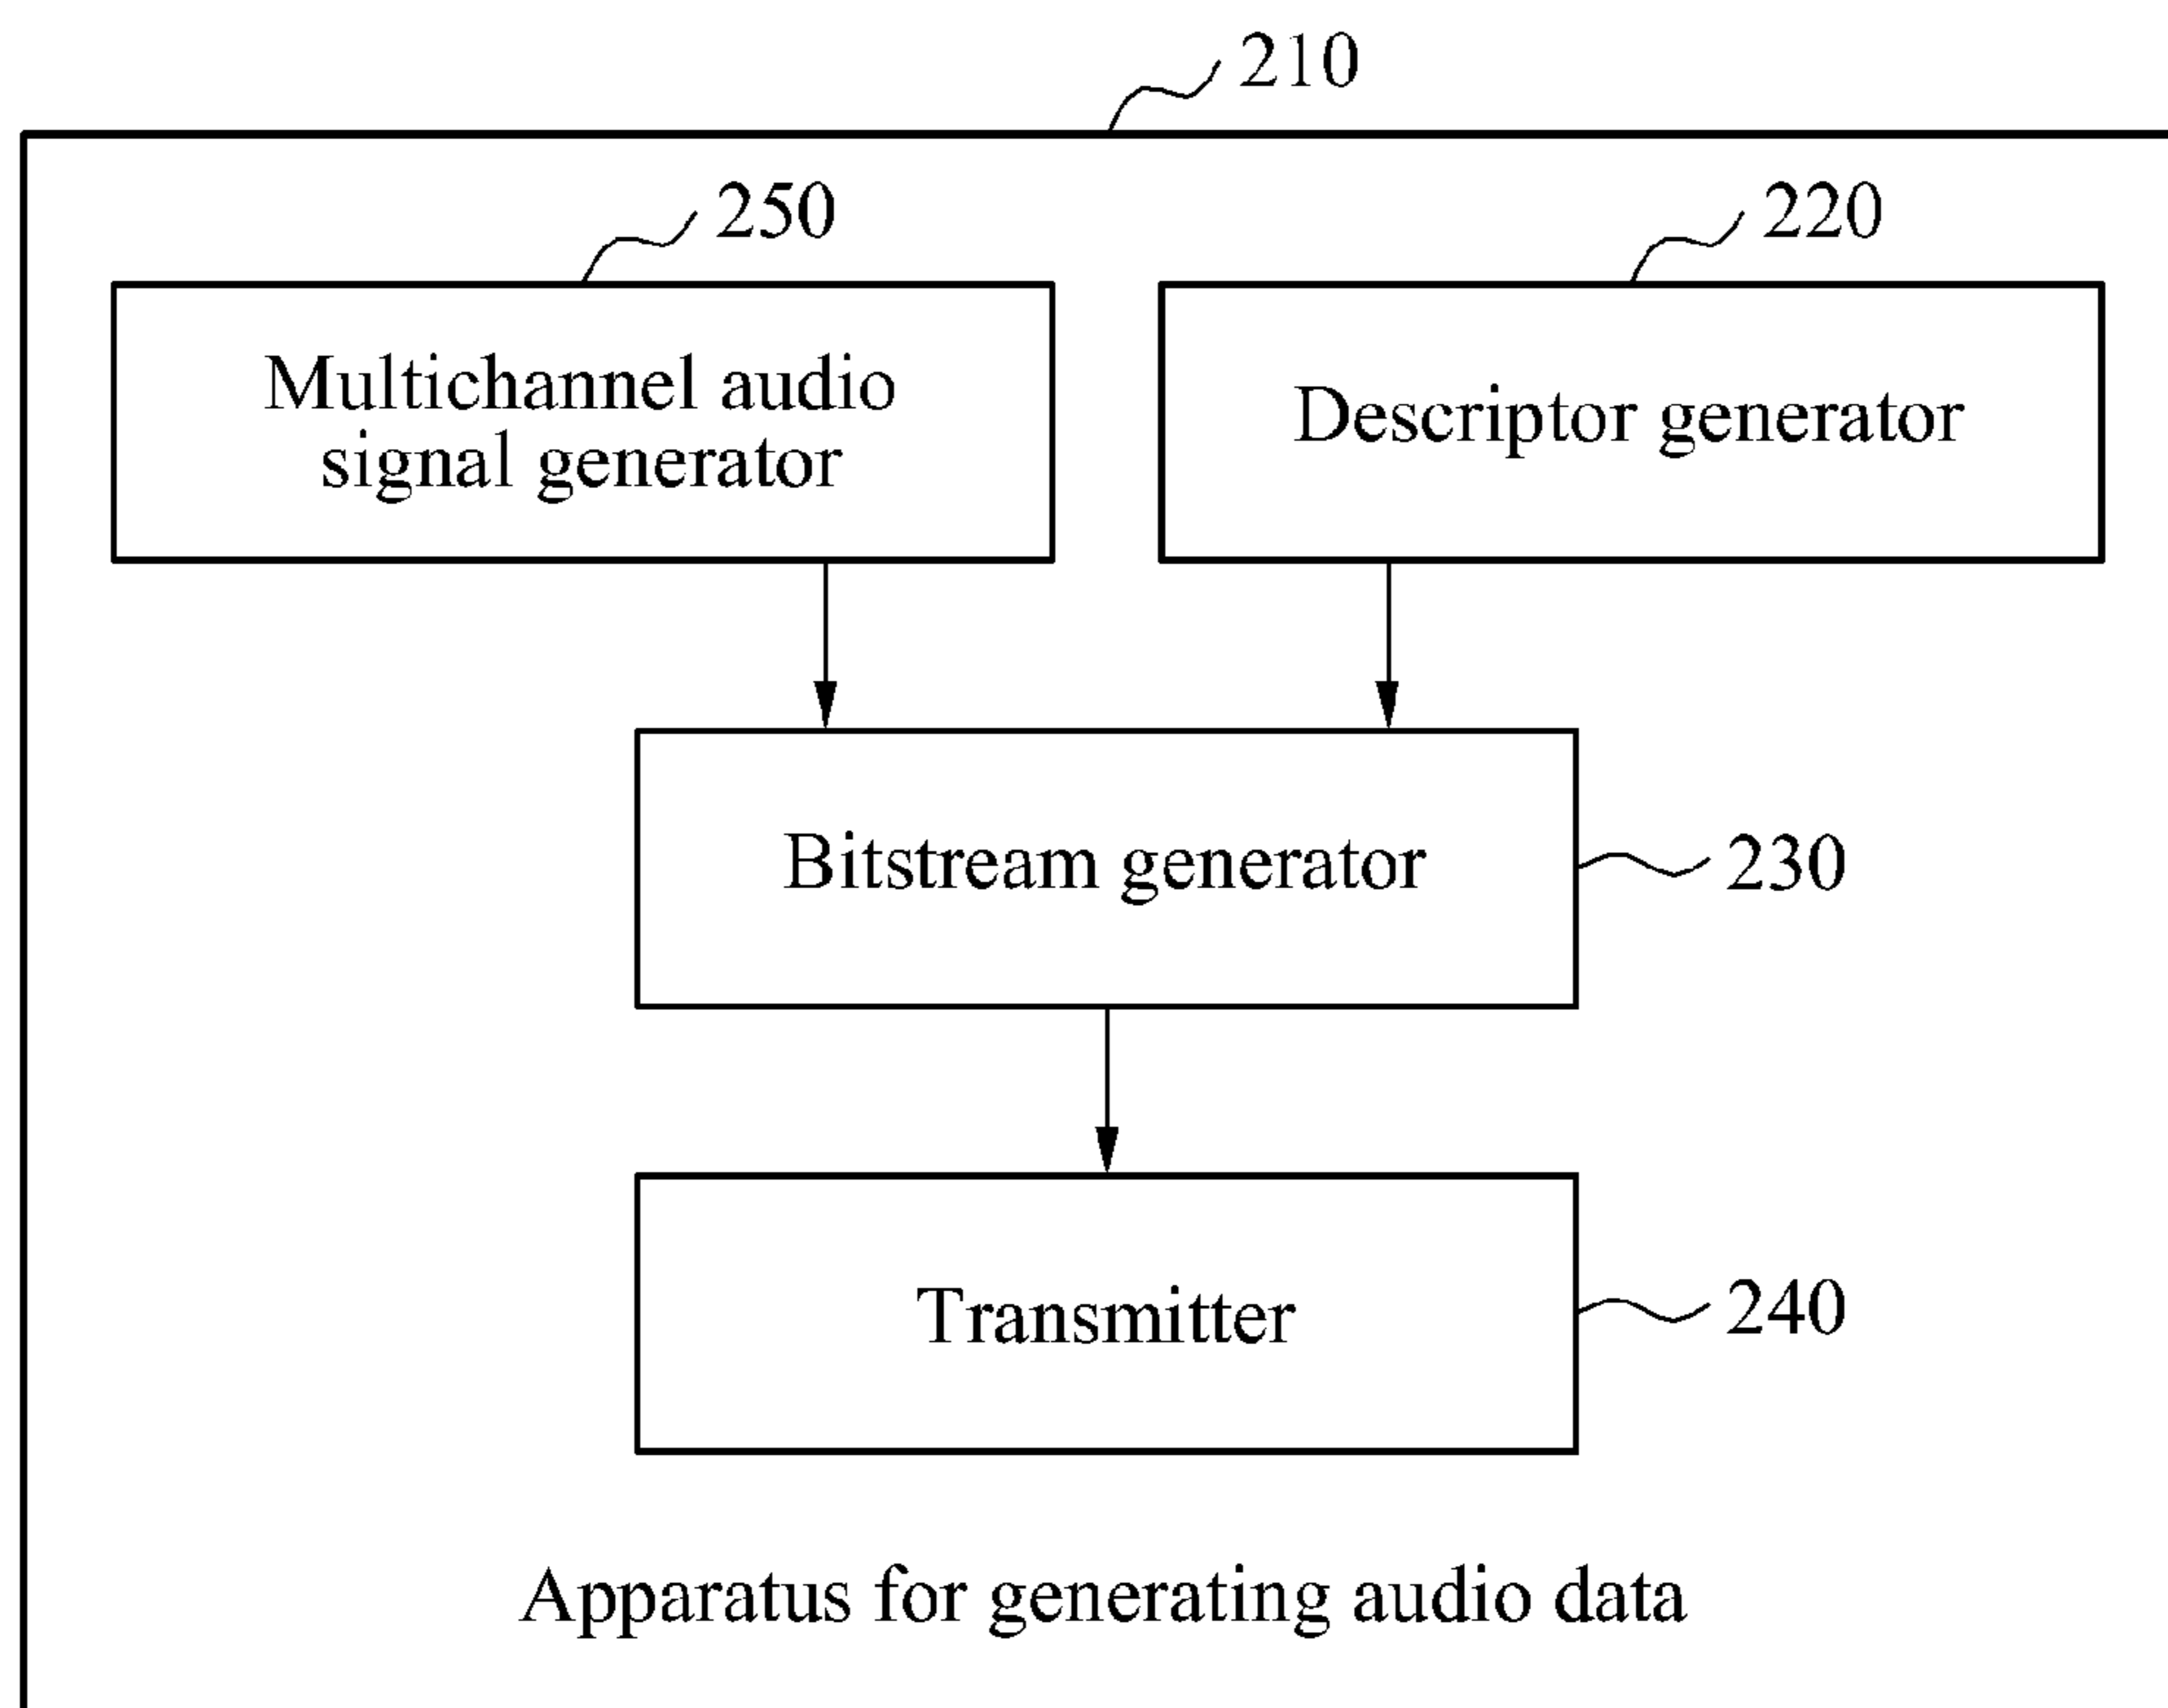 210
250
220
Multichannel audio
signal generator
Descriptor generator
Bitstream generator
230
Transmitter
240
Apparatus for generating audio data